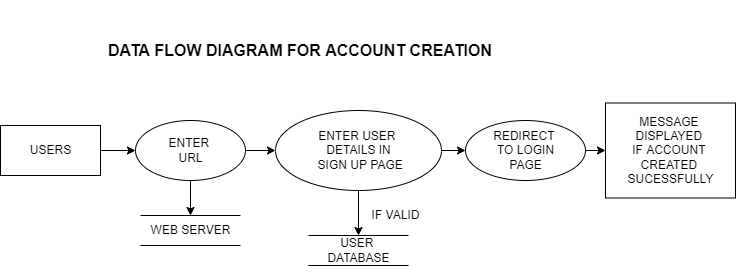 DATA FLOW DIAGRAM FOR ACCOUNT CREATION
USERS
ENTER
URL
ENTER USER
DETAILS IN
SIGN UP PAGE
REDIRECT
TO LOGIN
PAGE
MESSAGE
DISPLAYED
IF ACCOUNT
CREATED
SUCESSFULLY
WEB SERVER
IF VALID
USER
DATABASE